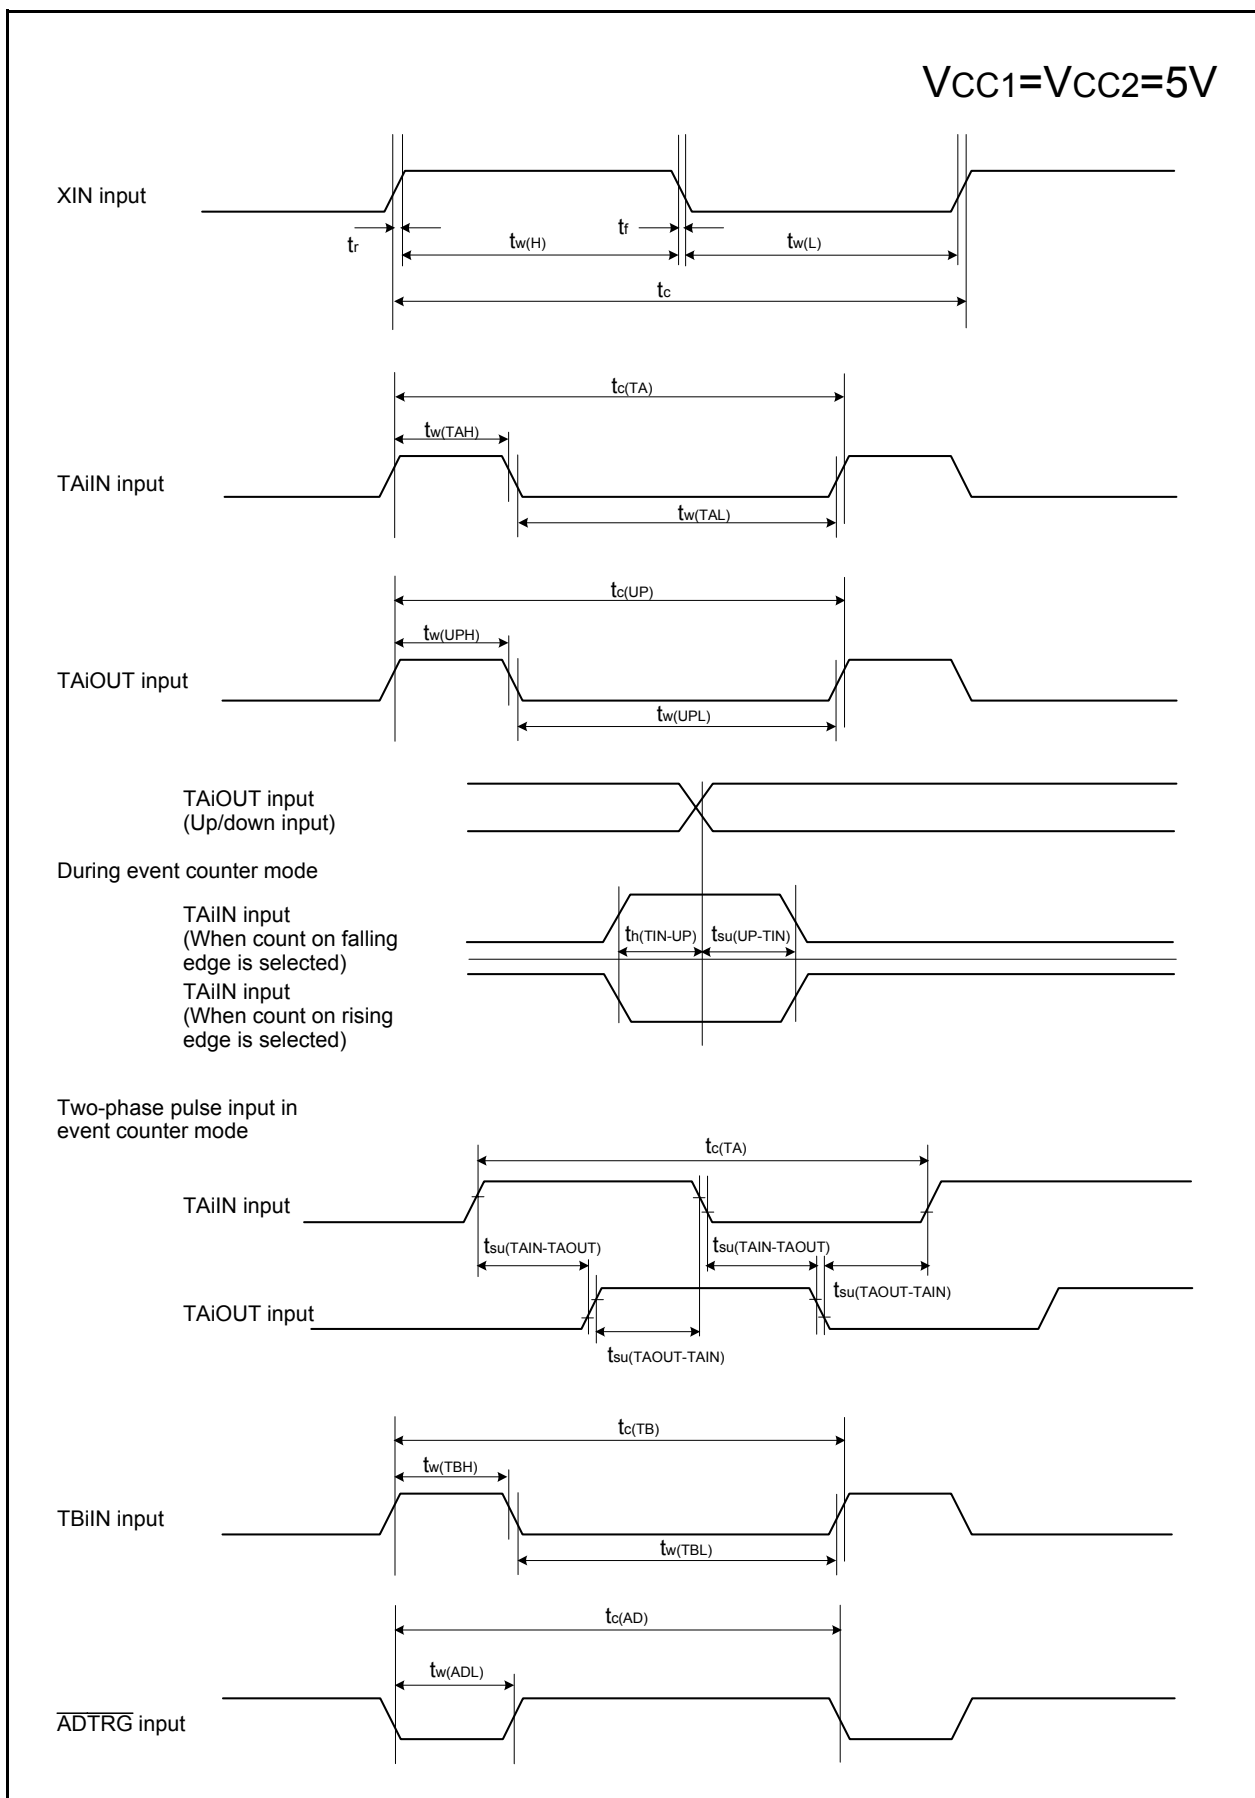 VCC1=VCC2=5V
XIN input
tr
tw(H)
tf
tw(L)
tc
tc(TA)
tw(TAH)
TAiIN input
tw(TAL)
tc(UP)
tw(UPH)
TAiOUT input
tw(UPL)
TAiOUT input
(Up/down input)
During event counter mode
TAiIN input
(When count on falling
edge is selected)
th(TIN-UP)
tsu(UP-TIN)
TAiIN input
(When count on rising
edge is selected)
Two-phase pulse input in
event counter mode
tc(TA)
TAiIN input
tsu(TAIN-TAOUT)
tsu(TAIN-TAOUT)
tsu(TAOUT-TAIN)
TAiOUT input
tsu(TAOUT-TAIN)
tc(TB)
tw(TBH)
TBiIN input
tw(TBL)
tc(AD)
tw(ADL)
ADTRG input